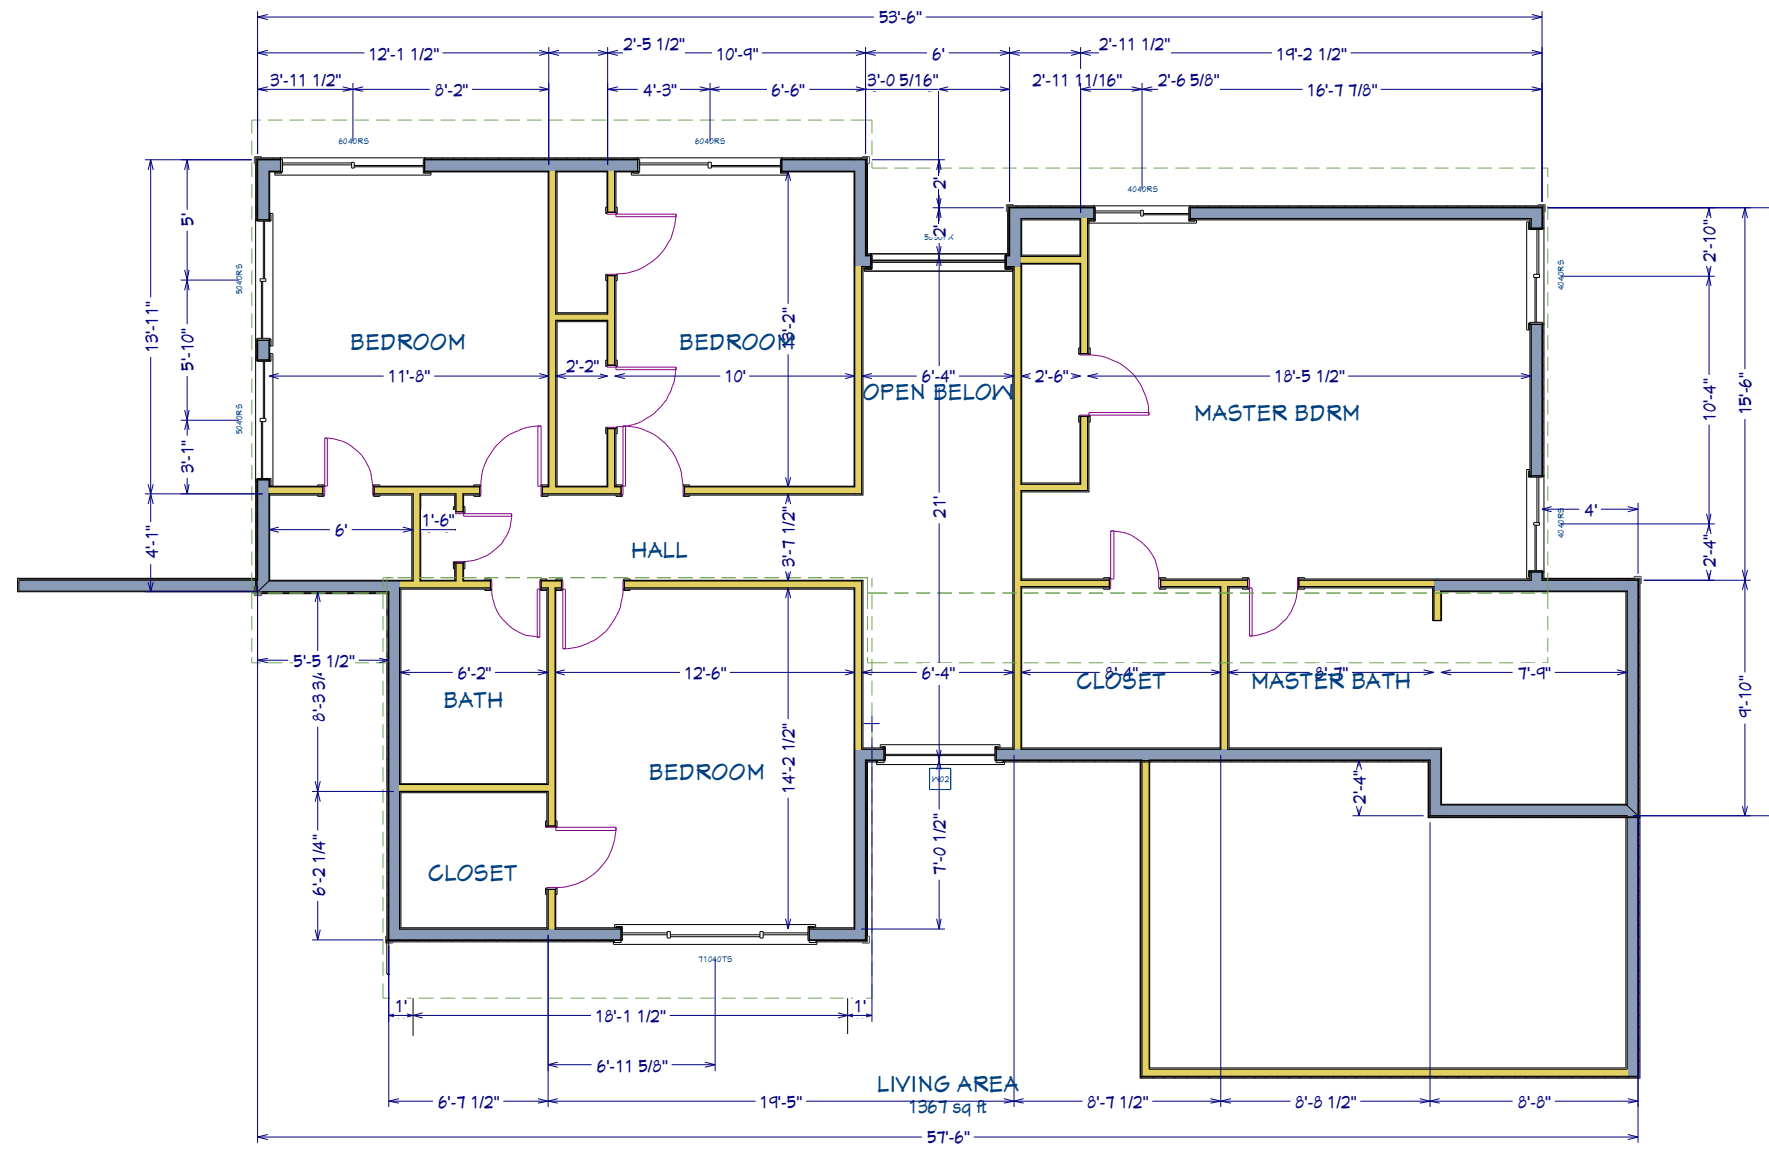 53'-6"
12'-1 1/2"
2'-5 1/2"
10'-9"
6'
2'-11 1/2"
19'-2 1/2"
3'-11 1/2"
8'-2"
4'-3"
6'-6"
3'-0 5/16"
2'-11 11/16"
2'-6 5/8"
16'-7 7/8"
6040RS
6040RS
4040RS
2'
2'
5'
5040RS
13'-11"
5'-10"
5040RS
3'-1"
4'-1"
2'-10"
4040RS
10'-4"
15'-6"
4040RS
2'-4"
4'
BEDROOM
BEDROOM
11'-8"
2'-2"
10'
6'-4"
OPEN BELOW
2'-6"
18'-5 1/2"
MASTER BDRM
6'
1'-6"
HALL
3'-7 1/2"
21'
5'-5 1/2"
6'-2"
BATH
12'-6"
6'-4"
CLOSET
8'-4"
MASTER BATH
7'-9"
9'-10"
BEDROOM
14'-2 1/2"
W02
2'-4"
6'-2 1/4"
CLOSET
7'-0 1/2"
71040TS
1'
18'-1 1/2"
1'
6'-11 5/8"
LIVING AREA
1367 sq ft
6'-7 1/2"
19'-5"
8'-7 1/2"
8'-8 1/2"
8'-8"
57'-6"